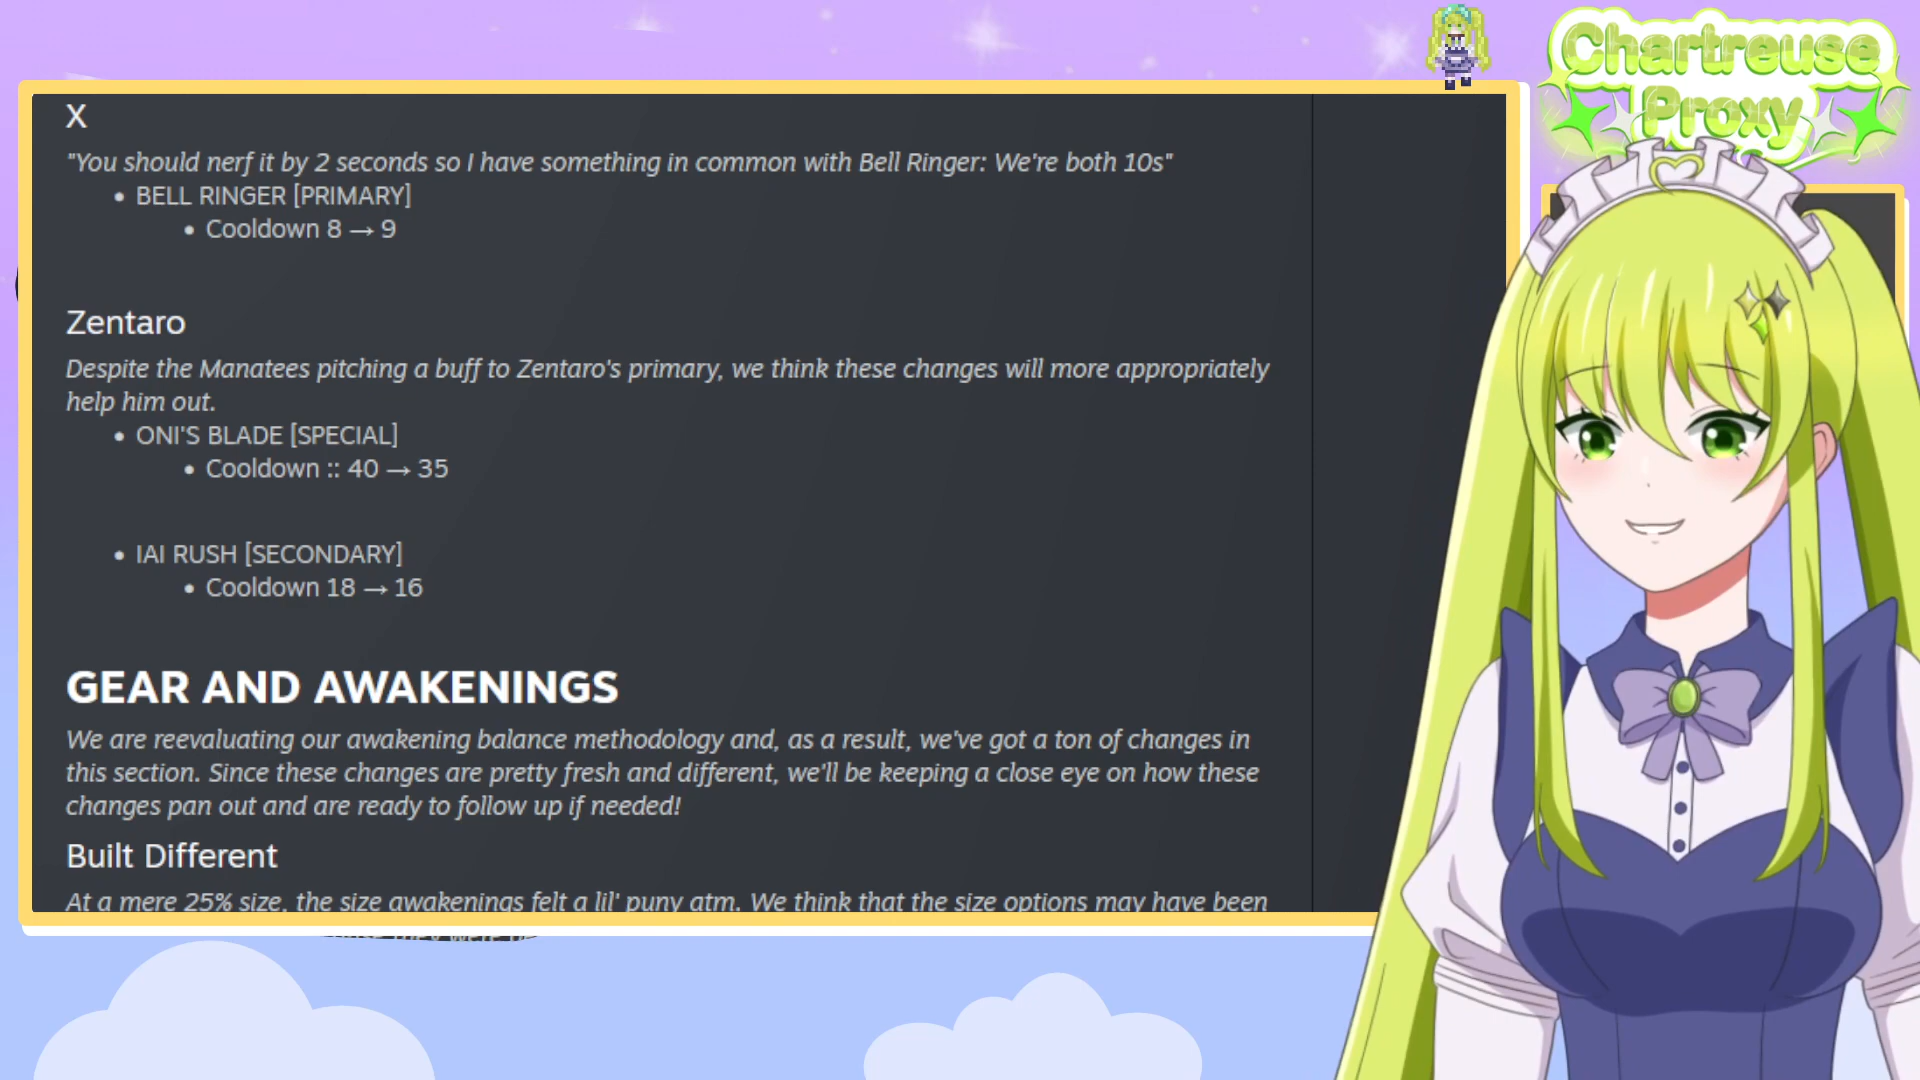 Chartreuse
Proxy
X
"You should nerf it by 2 seconds so I have something in common with Bell Ringer: We're both 10s"
• BELL RINGER [PRIMARY]
• Cooldown 8 → 9
Zentaro
Despite the Manatees pitching a buff to Zentaro's primary, we think these changes will more appropriately
help him out.
• ONI'S BLADE [SPECIAL]
• Cooldown :: 40 → 35
• IAI RUSH [SECONDARY]
• Cooldown 18 → 16
GEAR AND AWAKENINGS
We are reevaluating our awakening balance methodology and, as a result, we've got a ton of changes in
this section. Since these changes are pretty fresh and different, we'll be keeping a close eye on how these
changes pan out and are ready to follow up if needed!
Built Different
At a mere 25% size, the size awakenings felt a lil' puny atm. We think that the size options may have been